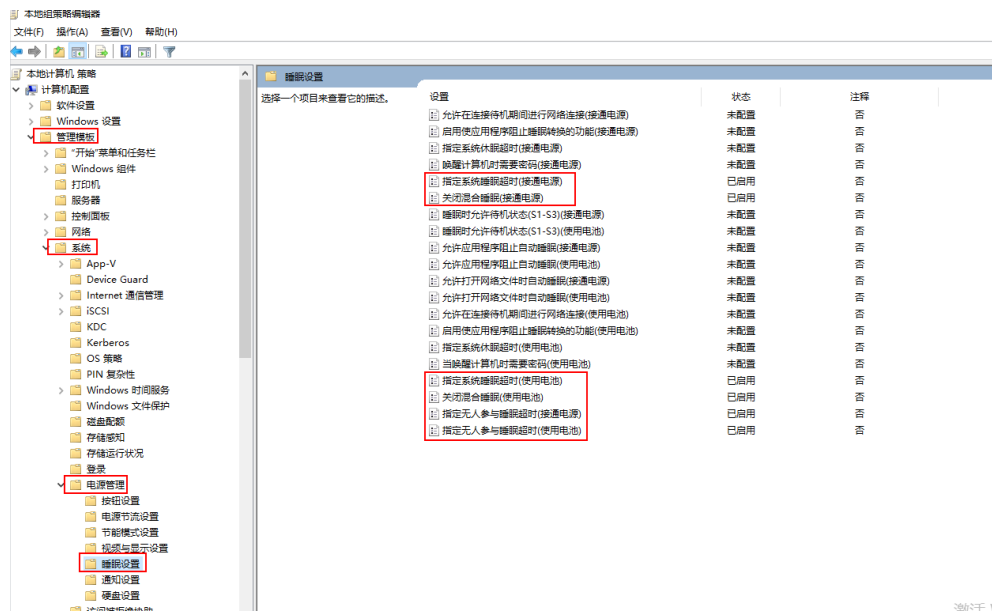 本地组策略编辑器
文件(F) 操作(A) 查看(V) 帮助(H)
本地计算机 策略
计算机配置
软件设置
Windows 设置
管理模板
"开始"菜单和任务栏
Windows 组件
打印机
服务器
控制面板
网络
系统
App-V
Device Guard
Internet 通信管理
iSCSI
KDC
Kerberos
OS 策略
PIN 复杂性
Windows 时间服务
Windows 文件保护
磁盘配额
存储感知
存储运行状况
登录
电源管理
按钮设置
电源节流设置
节能模式设置
视频与显示设置
睡眠设置
通知设置
硬盘设置
访问被拒绝协助
睡眠设置
选择一个项目来查看它的描述。
设置 状态 注释
允许在连接待机期间进行网络连接(接通电源) 未配置 否
启用使应用程序阻止睡眠转换的功能(接通电源) 未配置 否
指定系统休眠超时(接通电源) 未配置 否
唤醒计算机时需要密码(接通电源) 未配置 否
指定系统睡眠超时(接通电源) 已启用 否
关闭混合睡眠(接通电源) 已启用 否
睡眠时允许待机状态(S1-S3)(接通电源) 未配置 否
睡眠时允许待机状态(S1-S3)(使用电池) 未配置 否
允许应用程序阻止自动睡眠(接通电源) 未配置 否
允许应用程序阻止自动睡眠(使用电池) 未配置 否
允许打开网络文件时自动睡眠(接通电源) 未配置 否
允许打开网络文件时自动睡眠(使用电池) 未配置 否
允许在连接待机期间进行网络连接(使用电池) 未配置 否
启用使应用程序阻止睡眠转换的功能(使用电池) 未配置 否
指定系统休眠超时(使用电池) 未配置 否
当唤醒计算机时需要密码(使用电池) 未配置 否
指定系统睡眠超时(使用电池) 已启用 否
关闭混合睡眠(使用电池) 已启用 否
指定无人参与睡眠超时(接通电源) 已启用 否
指定无人参与睡眠超时(使用电池) 已启用 否
激活